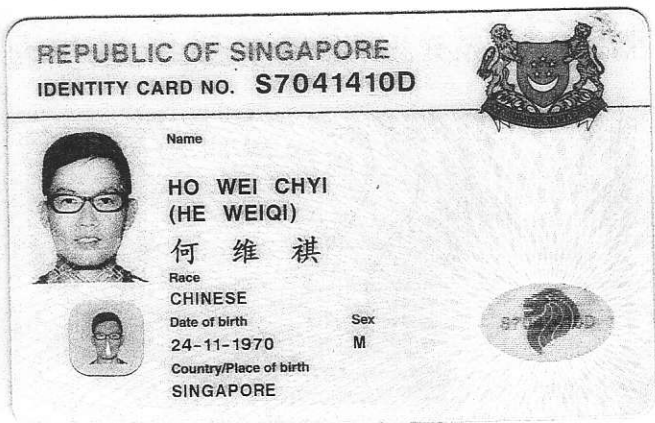 REPUBLIC OF SINGAPORE
IDENTITY CARD NO. S7041410D
Name
HO WEI CHYI
(HE WEIQI)
何维祺
Race
CHINESE
Date of birth Sex
24-11-1970 M
Country/Place of birth
SINGAPORE